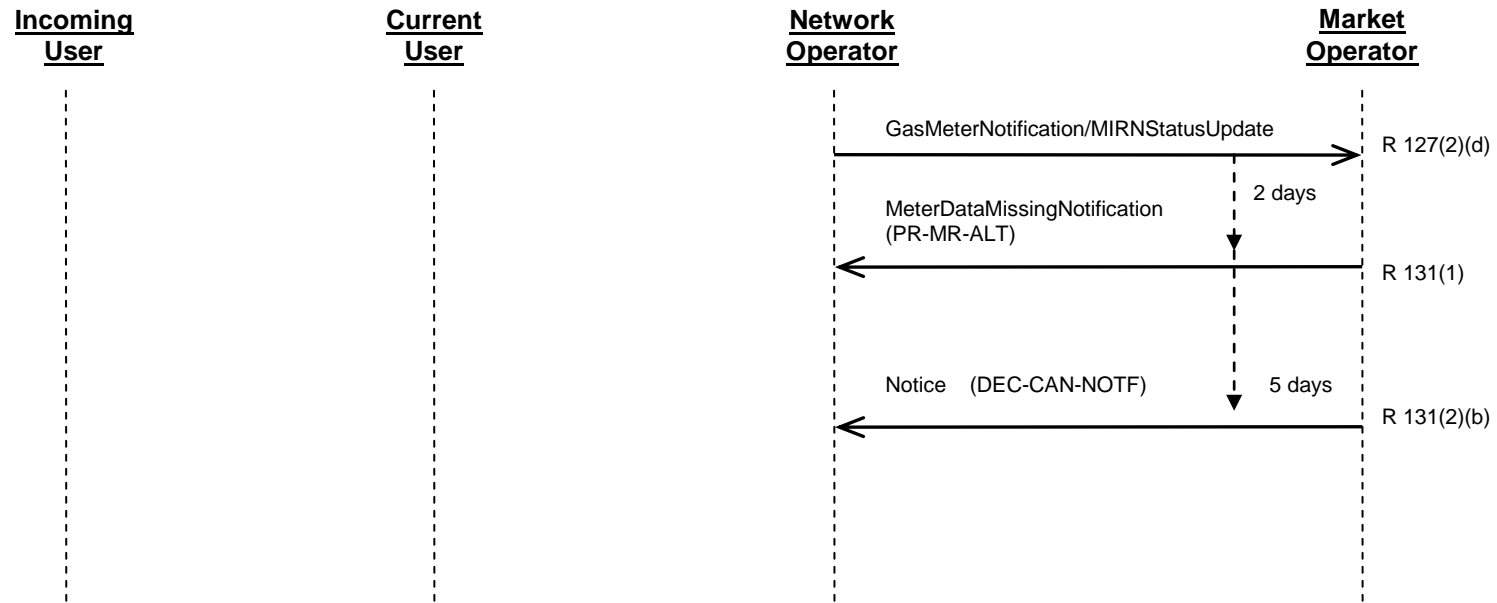 Incoming
User
Current
User
Network
Operator
Market
Operator
GasMeterNotification/MIRNStatusUpdate
R 127(2)(d)
2 days
MeterDataMissingNotification
(PR-MR-ALT)
R 131(1)
Notice (DEC-CAN-NOTF)
5 days
R 131(2)(b)